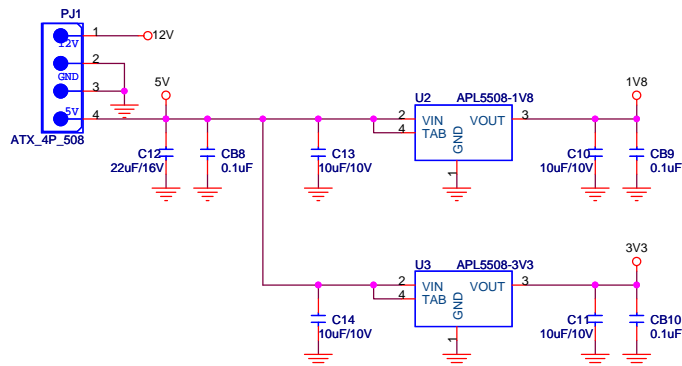 PJ1
12V
1
12V
2
GND
3
5V
4
ATX_4P_508
5V
C12
22uF/16V
CB8
0.1uF
C13
10uF/10V
U2 APL5508-1V8
2 VIN VOUT 3
4 TAB
GND
1
1V8
C10
10uF/10V
CB9
0.1uF
U3 APL5508-3V3
2 VIN VOUT 3
4 TAB
GND
1
3V3
C14
10uF/10V
C11
10uF/10V
CB10
0.1uF